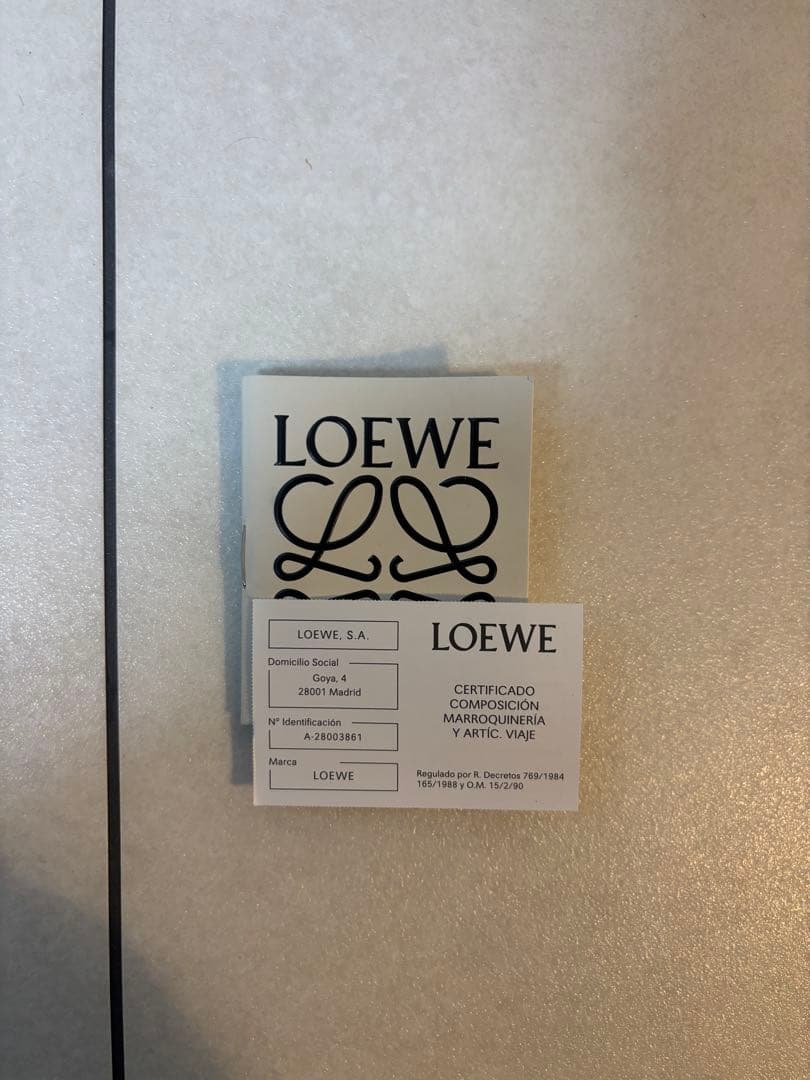 LOEWE
LOEWE, S.A.
Domicilio Social
Goya, 4
28001 Madrid
Nº Identificación
A-28003861
Marca
LOEWE
LOEWE
CERTIFICADO
COMPOSICIÓN
MARROQUINERÍA
Y ARTÍC. VIAJE
Regulado por R. Decretos 769/1984
165/1988 y O.M. 15/2/90